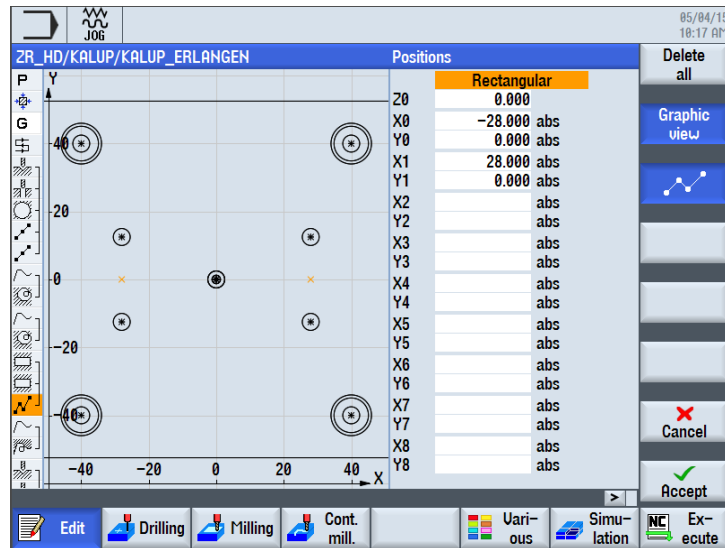 JOG
05/04/15
10:17 AM
ZR_HD/KALUP/KALUP_ERLANGEN
Positions
Delete
all
P
Y
Rectangular
Z0 0.000
G
X0 -28.000 abs
Graphic
view
40
Y0 0.000 abs
X1 28.000 abs
Y1 0.000 abs
X2 abs
20
Y2 abs
X3 abs
Y3 abs
0
X4 abs
Y4 abs
X5 abs
-20
Y5 abs
X6 abs
Y6 abs
X7 abs
-40
Y7 abs
Cancel
X8 abs
-40 -20 0 20 40 X
Y8 abs
Accept
>
Edit
Drilling
Milling
Cont.
mill.
Vari-
ous
Simu-
lation
NC
Ex-
ecute